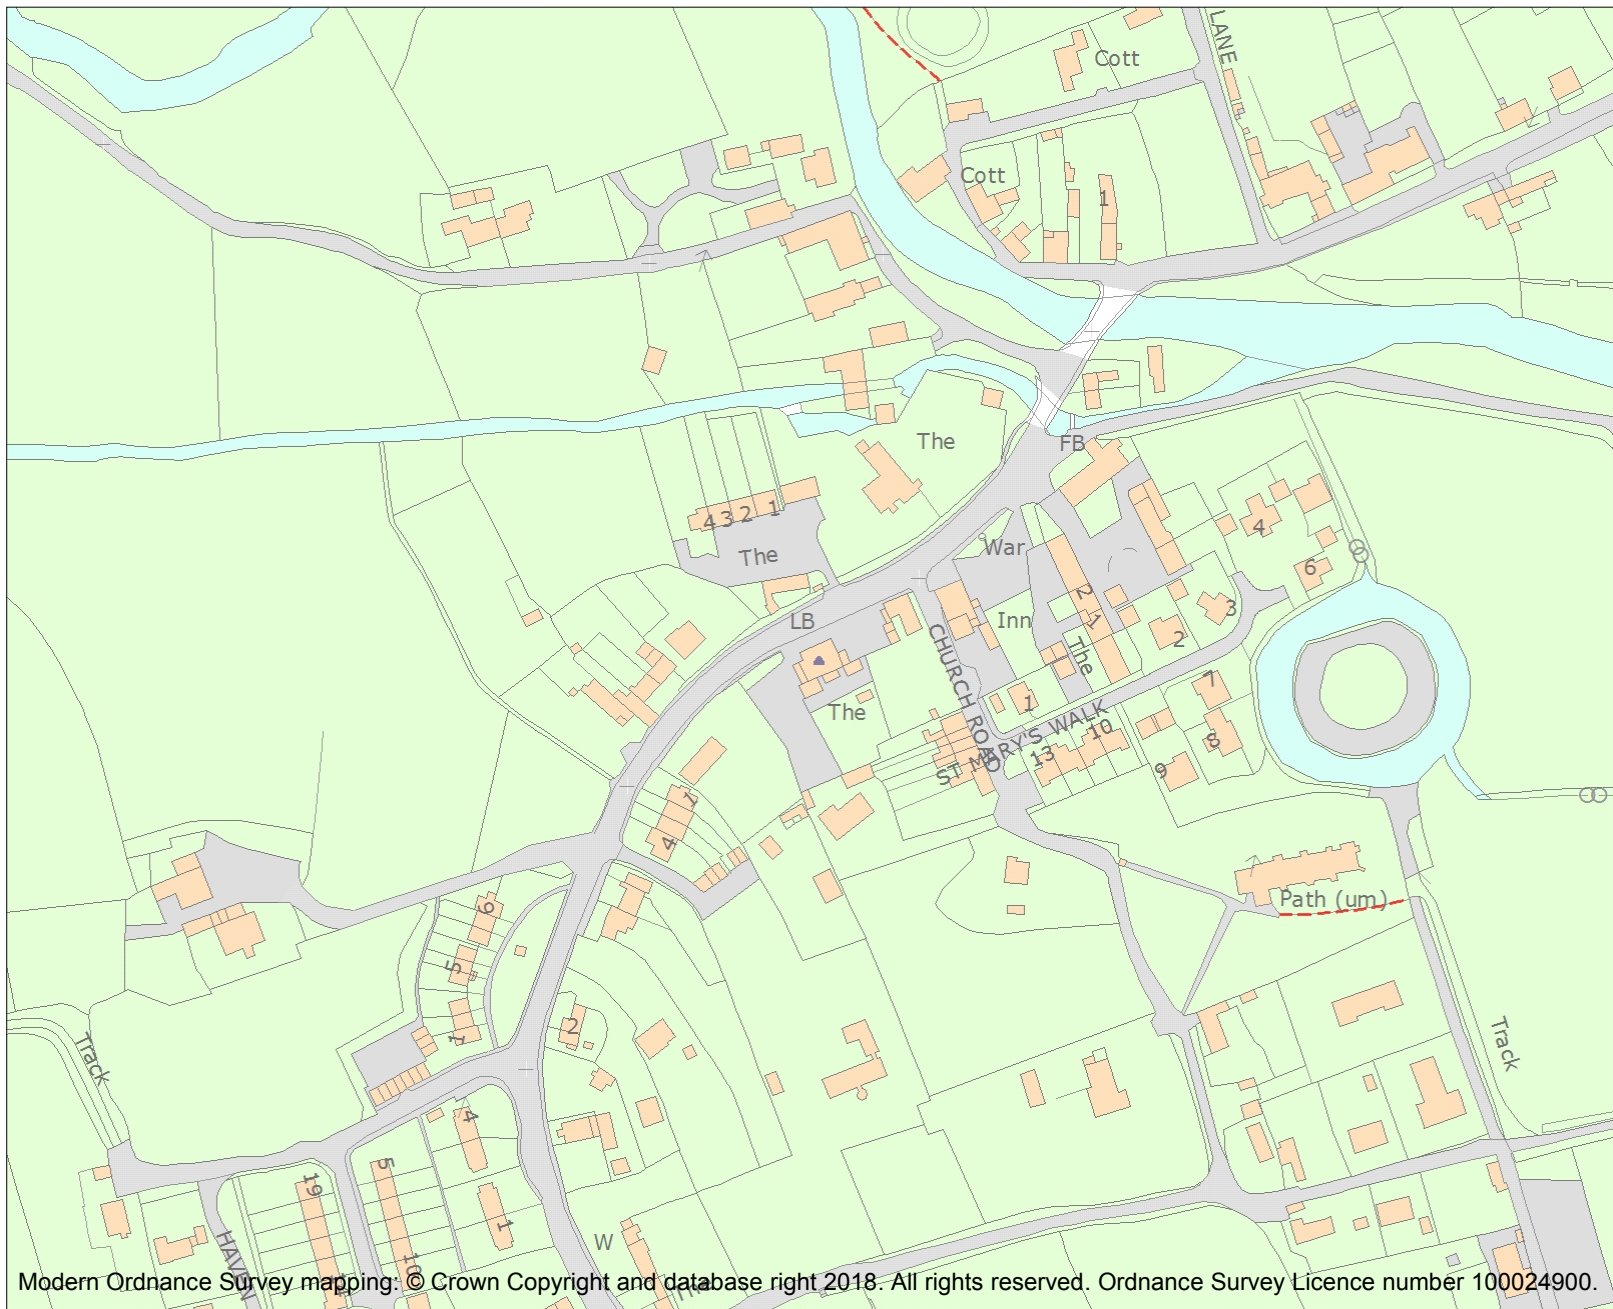 LANE
Cott
Cott
1
The
FB
4 3 2 1
The
War
4
6
2
1
Inn
The
3
2
LB
CHURCH ROAD
The
1
ST MARY'S WALK
7
8
9
10
13
1
4
Path (um)
6
5
1
2
Track
Track
4
5
1
19
10
HAVEN
W
The
Modern Ordnance Survey mapping: © Crown Copyright and database right 2018. All rights reserved. Ordnance Survey Licence number 100024900.